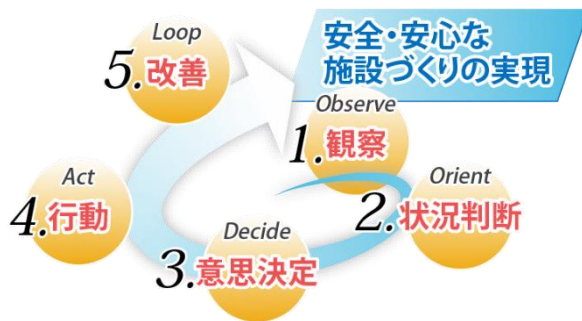 安全・安心な
施設づくりの実現
Observe
1.観察
Orient
2.状況判断
Decide
3.意思決定
Act
4.行動
Loop
5.改善